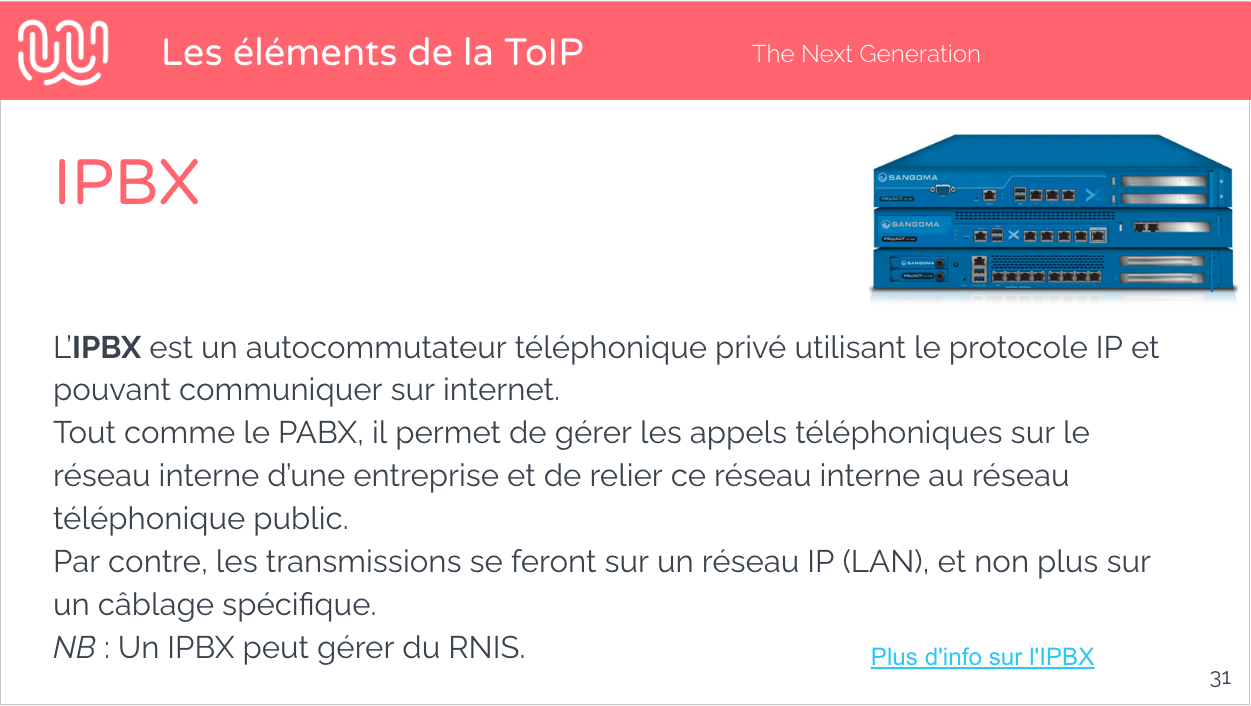 Les éléments de la ToIP
The Next Generation
IPBX
SANGOMA
SANGOMA
SANGOMA
L'IPBX est un autocommutateur téléphonique privé utilisant le protocole IP et
pouvant communiquer sur internet.
Tout comme le PABX, il permet de gérer les appels téléphoniques sur le
réseau interne d'une entreprise et de relier ce réseau interne au réseau
téléphonique public.
Par contre, les transmissions se feront sur un réseau IP (LAN), et non plus sur
un câblage spécifique.
NB : Un IPBX peut gérer du RNIS.
Plus d'info sur l'IPBX
31